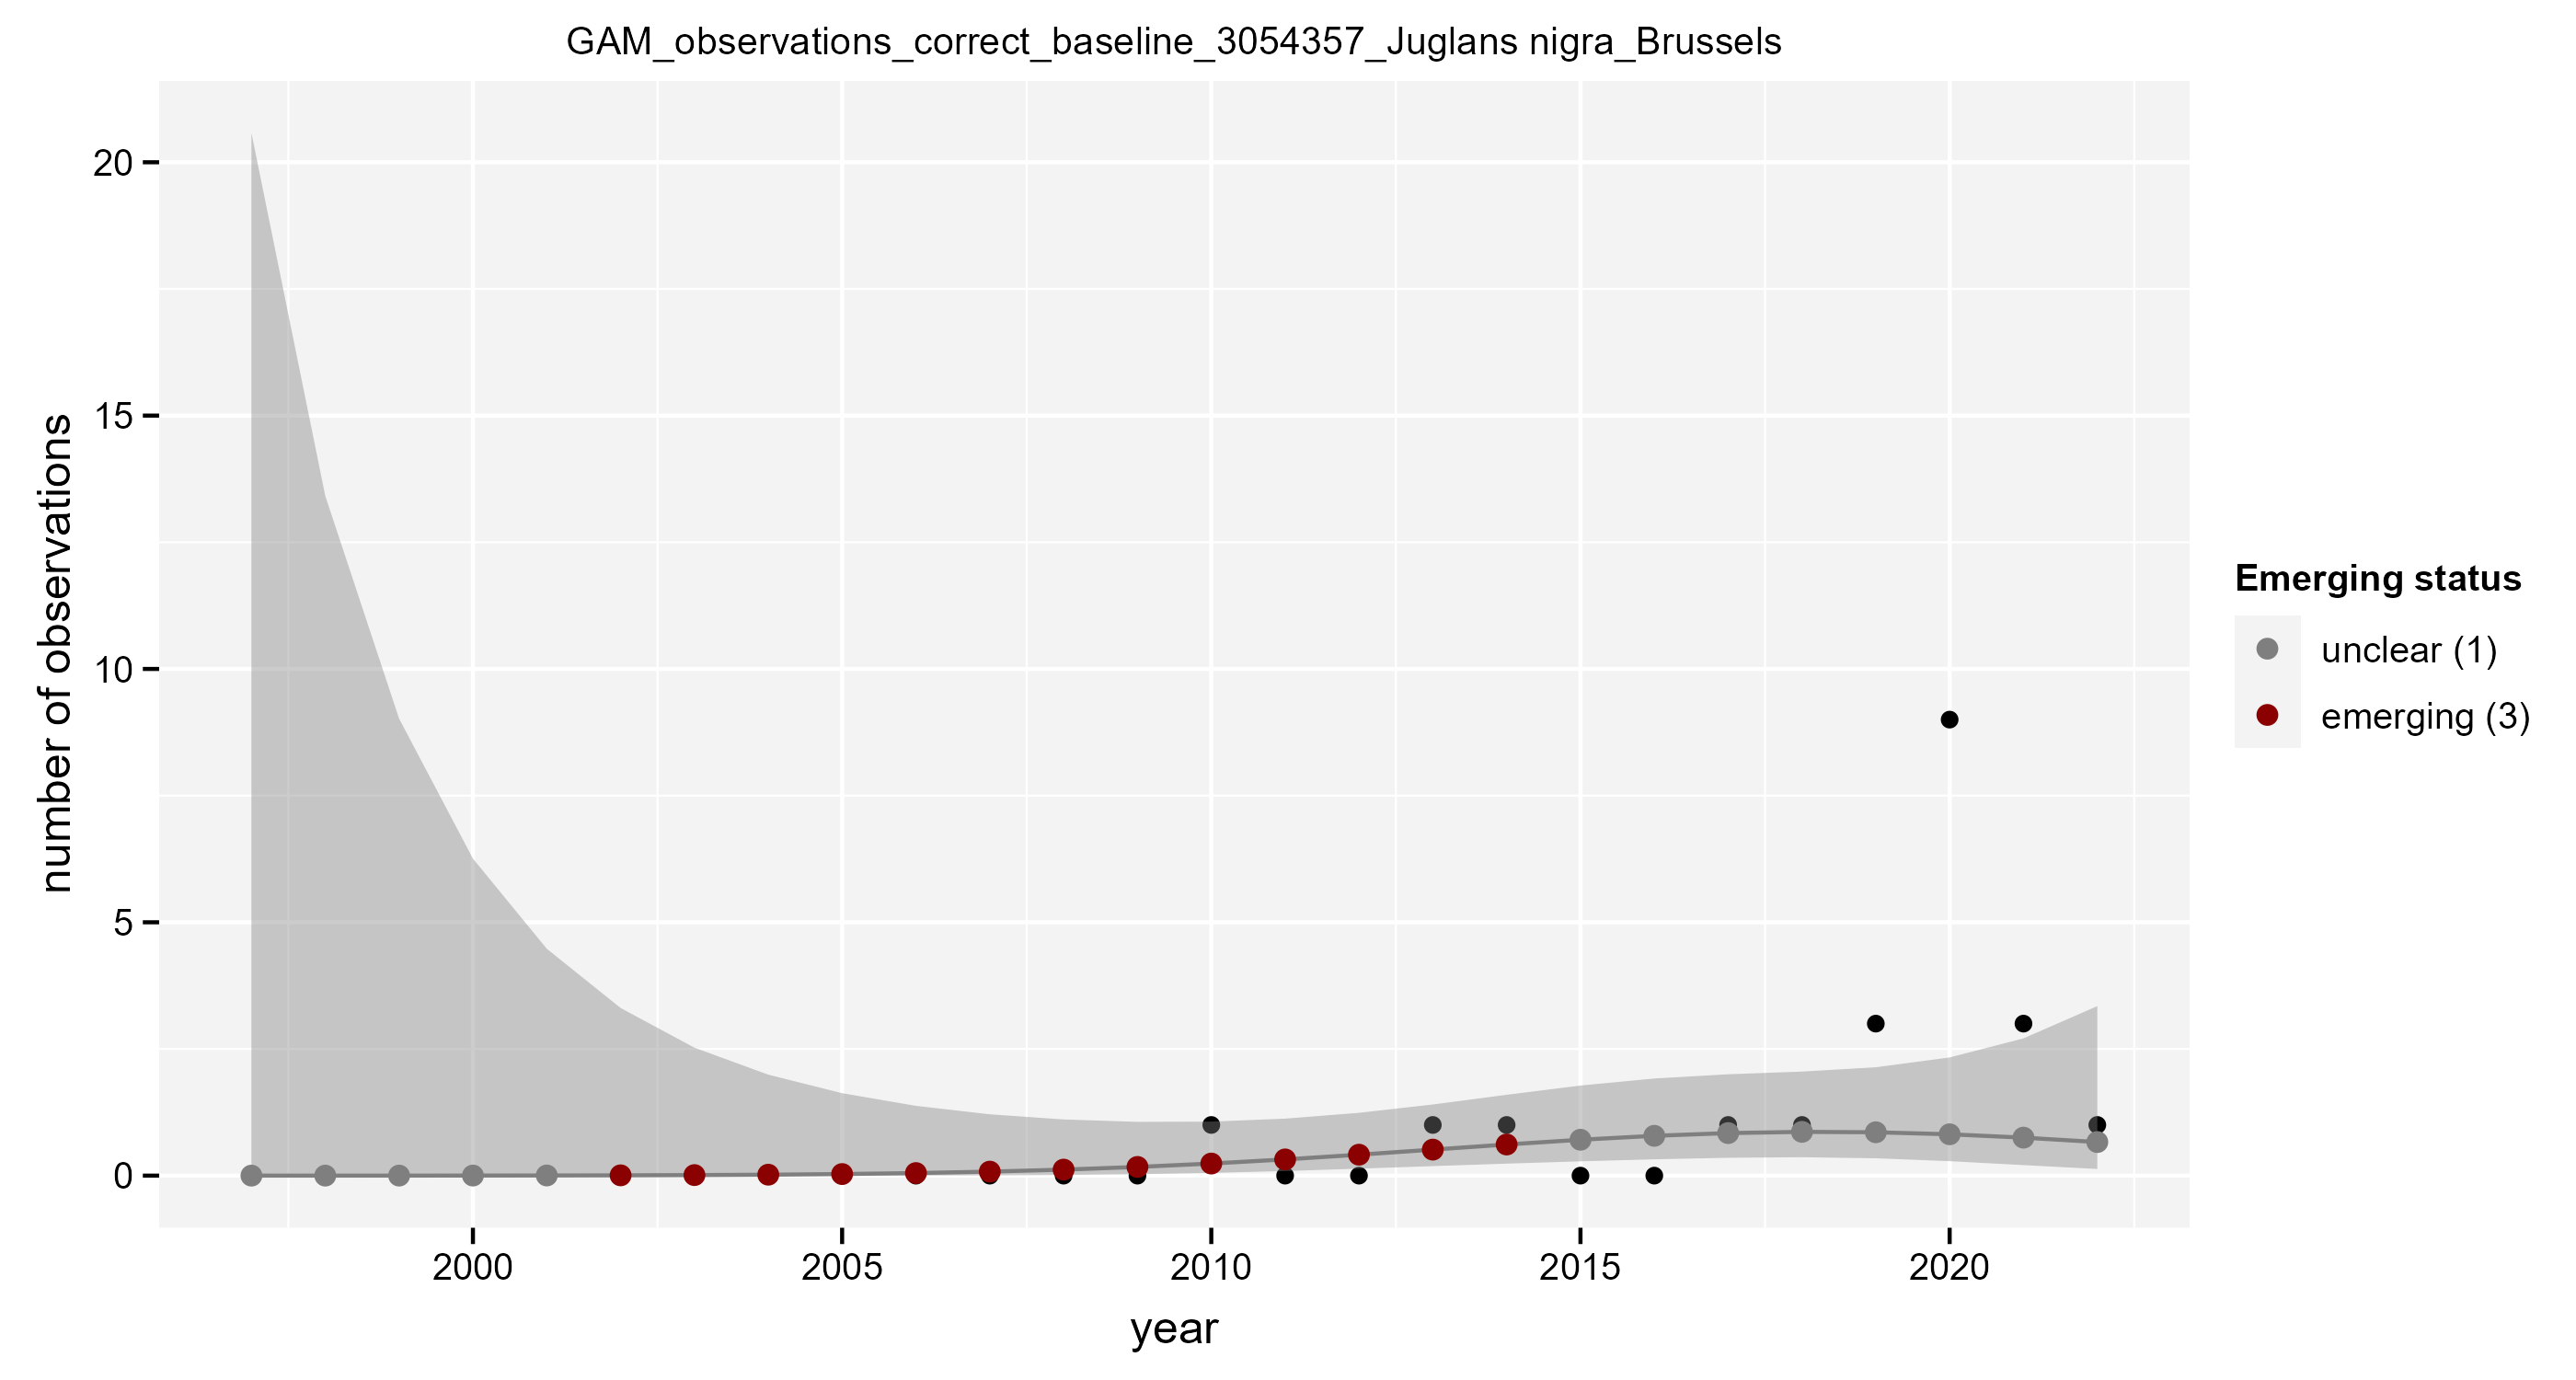 GAM_observations_correct_baseline_3054357_Juglans nigra_Brussels
number of observations
20
15
10
5
0
2000 2005 2010 2015 2020
year
Emerging status
unclear (1)
emerging (3)